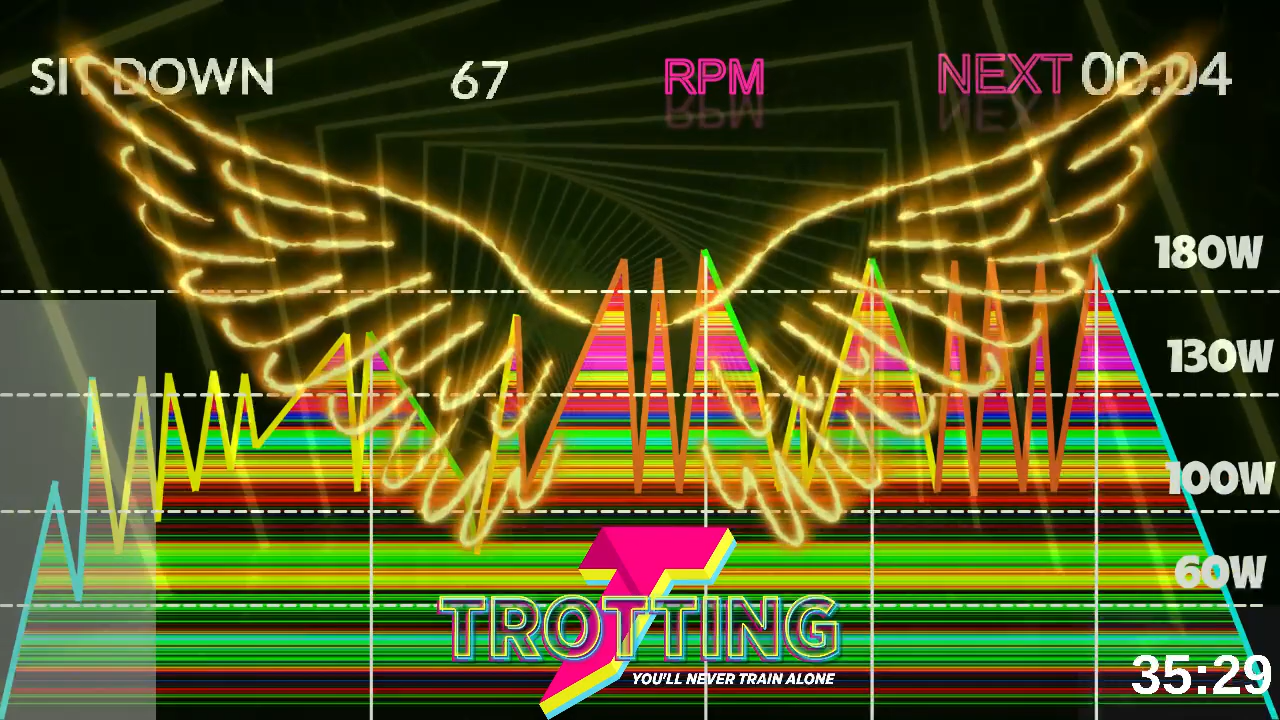 SIT DOWN
67
RPM
NEXT 00:04
180W
130W
100W
60W
TROTTING
YOU'LL NEVER TRAIN ALONE
35:29